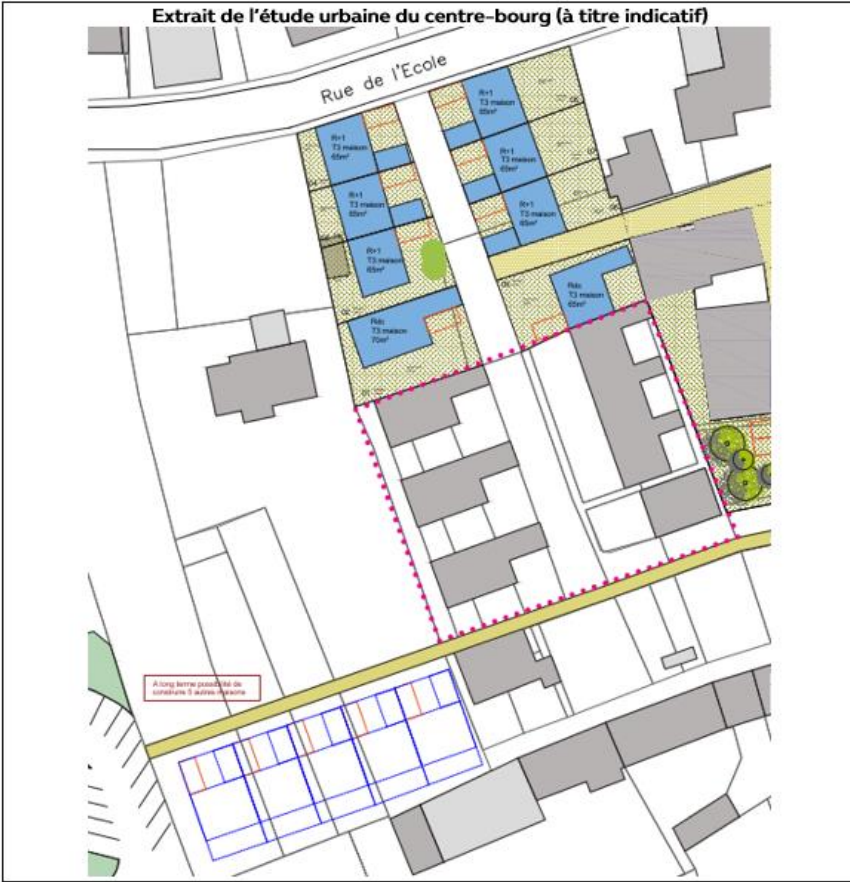 Extrait de l'étude urbaine du centre-bourg (à titre indicatif)
Rue de l'Ecole
R+1
T3 maison
65m²
R+1
T3 maison
65m²
R+1
T3 maison
65m²
R+1
T3 maison
65m²
R+1
T3 maison
65m²
R+1
T3 maison
65m²
Rdc
T3 maison
65m²
Rdc
T3 maison
70m²
A long terme possibilité de
construire 5 autres maisons